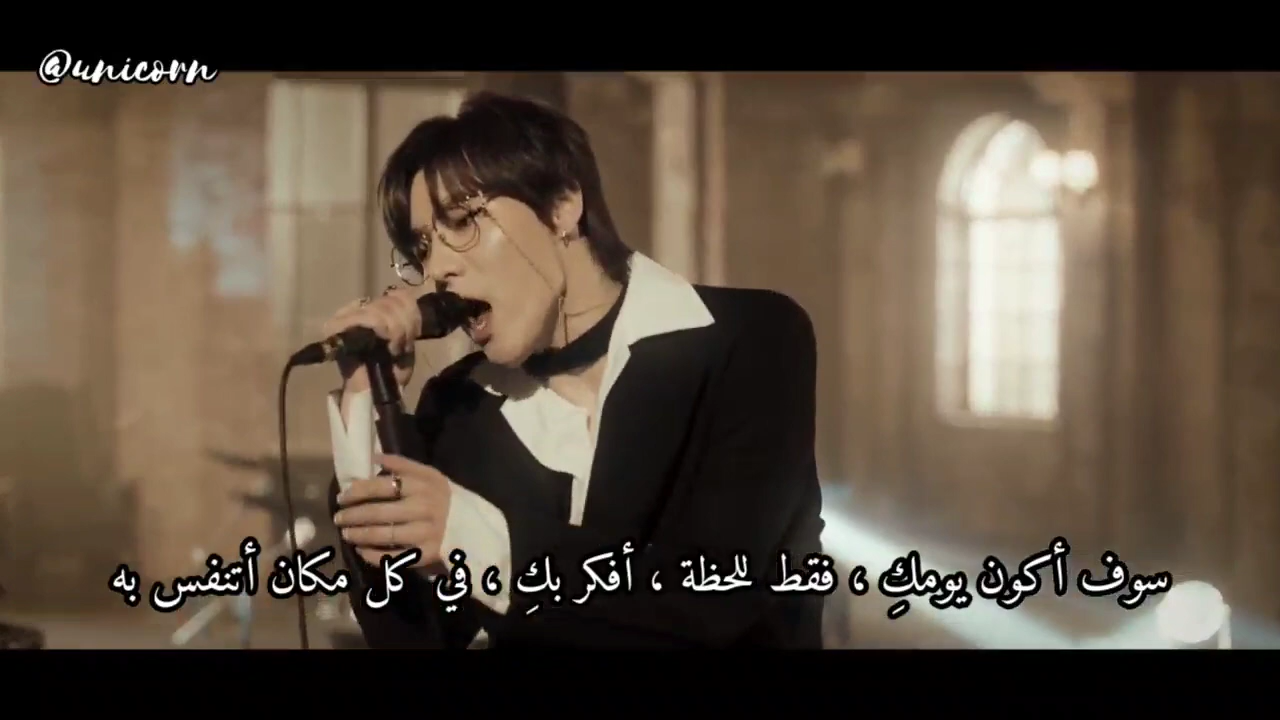 @unicorn
سوف أكون يومكِ ، فقط للحظة ، أفكر بكِ ، في كل مكان أتنفس به